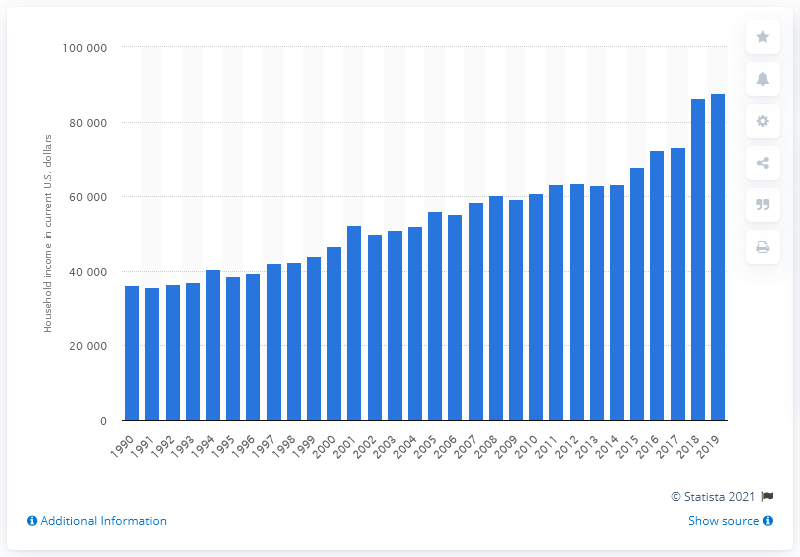 100 000
80 000
60 000
40 000
20 000
0
Household income in current U.S. dollars
1990 1991 1992 1993 1994 1995 1996 1997 1998 1999 2000 2001 2002 2003 2004 2005 2006 2007 2008 2009 2010 2011 2012 2013 2014 2015 2016 2017 2018 2019
© Statista 2021
Additional Information
Show source